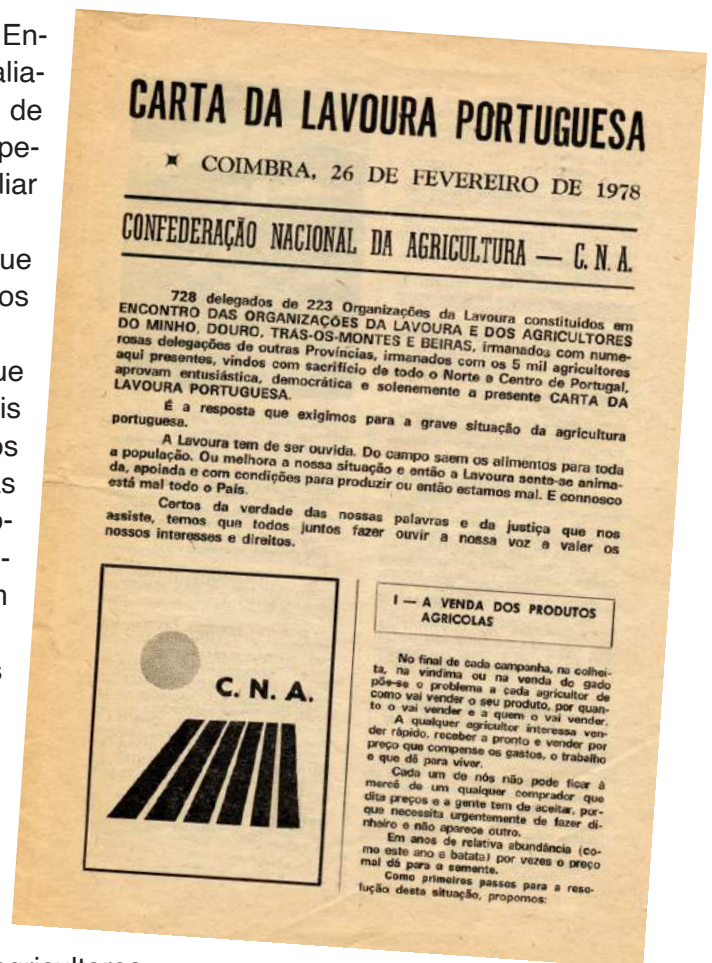 En-
alia-
de
pe-
liar
ue
os
ue
is
os
as
o-
-
n
s
CARTA DA LAVOURA PORTUGUESA
COIMBRA, 26 DE FEVEREIRO DE 1978
CONFEDERAÇÃO NACIONAL DA AGRICULTURA — C. N. A.
728 delegados de 223 Organizações da Lavoura constituídos em
ENCONTRO DAS ORGANIZAÇÕES DA LAVOURA E DOS AGRICULTORES
DO MINHO, DOURO, TRÁS-OS-MONTES E BEIRAS, irmanados com nume-
rosas delegações de outras Províncias, irmanados com os 5 mil agricultores
aqui presentes, vindos com sacrifício de todo o Norte e Centro de Portugal,
aprovam entusiástica, democrática e solenemente a presente CARTA DA
LAVOURA PORTUGUESA.
É a resposta que exigimos para a grave situação da agricultura
portuguesa.
A Lavoura tem de ser ouvida. Do campo saem os alimentos para toda
a população. Ou melhora a nossa situação e então a Lavoura sente-se anima-
da, apoiada e com condições para produzir ou então estamos mal. E connosco
está mal todo o País.
Certos da verdade das nossas palavras e da justiça que nos
assiste, temos que todos juntos fazer ouvir a nossa voz e valer os
nossos interesses e direitos.
C. N. A.
I — A VENDA DOS PRODUTOS
AGRÍCOLAS
No final de cada campanha, na colhei-
ta, na vindima ou na venda do gado
põe-se o problema a cada agricultor de
como vai vender o seu produto, por quan-
to o vai vender e a quem o vai vender.
A qualquer agricultor interessa ven-
der rápido, receber a pronto e vender por
preço que compense os gastos, o trabalho
e que dê para viver.
Cada um de nós não pode ficar à
mercê de um qualquer comprador que
dita preços e a gente tem de aceitar, por-
que necessita urgentemente de fazer di-
nheiro e não aparece outro.
Em anos de relativa abundância (co-
mo este ano a batata) por vezes o preço
mal dá para a semente.
Como primeiros passos para a reso-
lução desta situação, propomos: